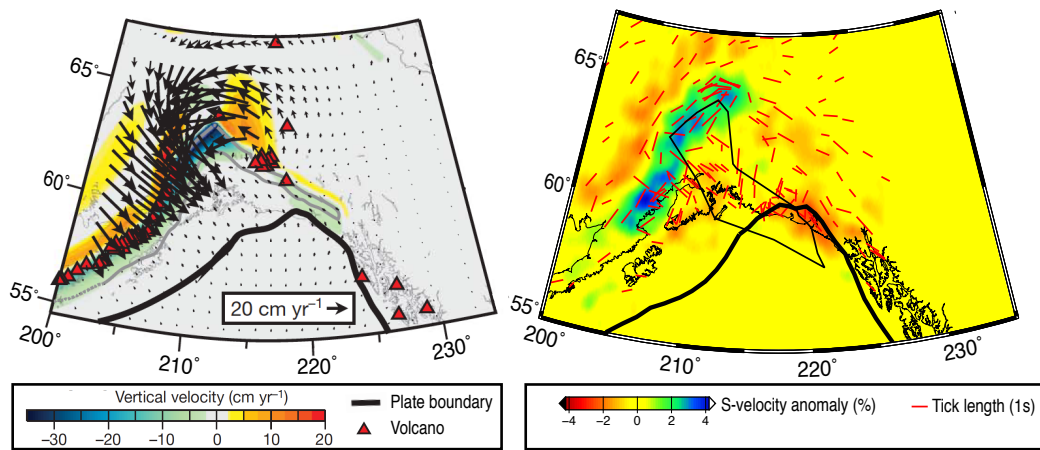 65°
60°
55°
200°
210°
220°
230°
20 cm yr⁻¹
Vertical velocity (cm yr⁻¹)
−30 −20 −10 0 10 20
Plate boundary
Volcano
65°
60°
55°
200°
210°
220°
230°
S-velocity anomaly (%)
−4 −2 0 2 4
Tick length (1s)